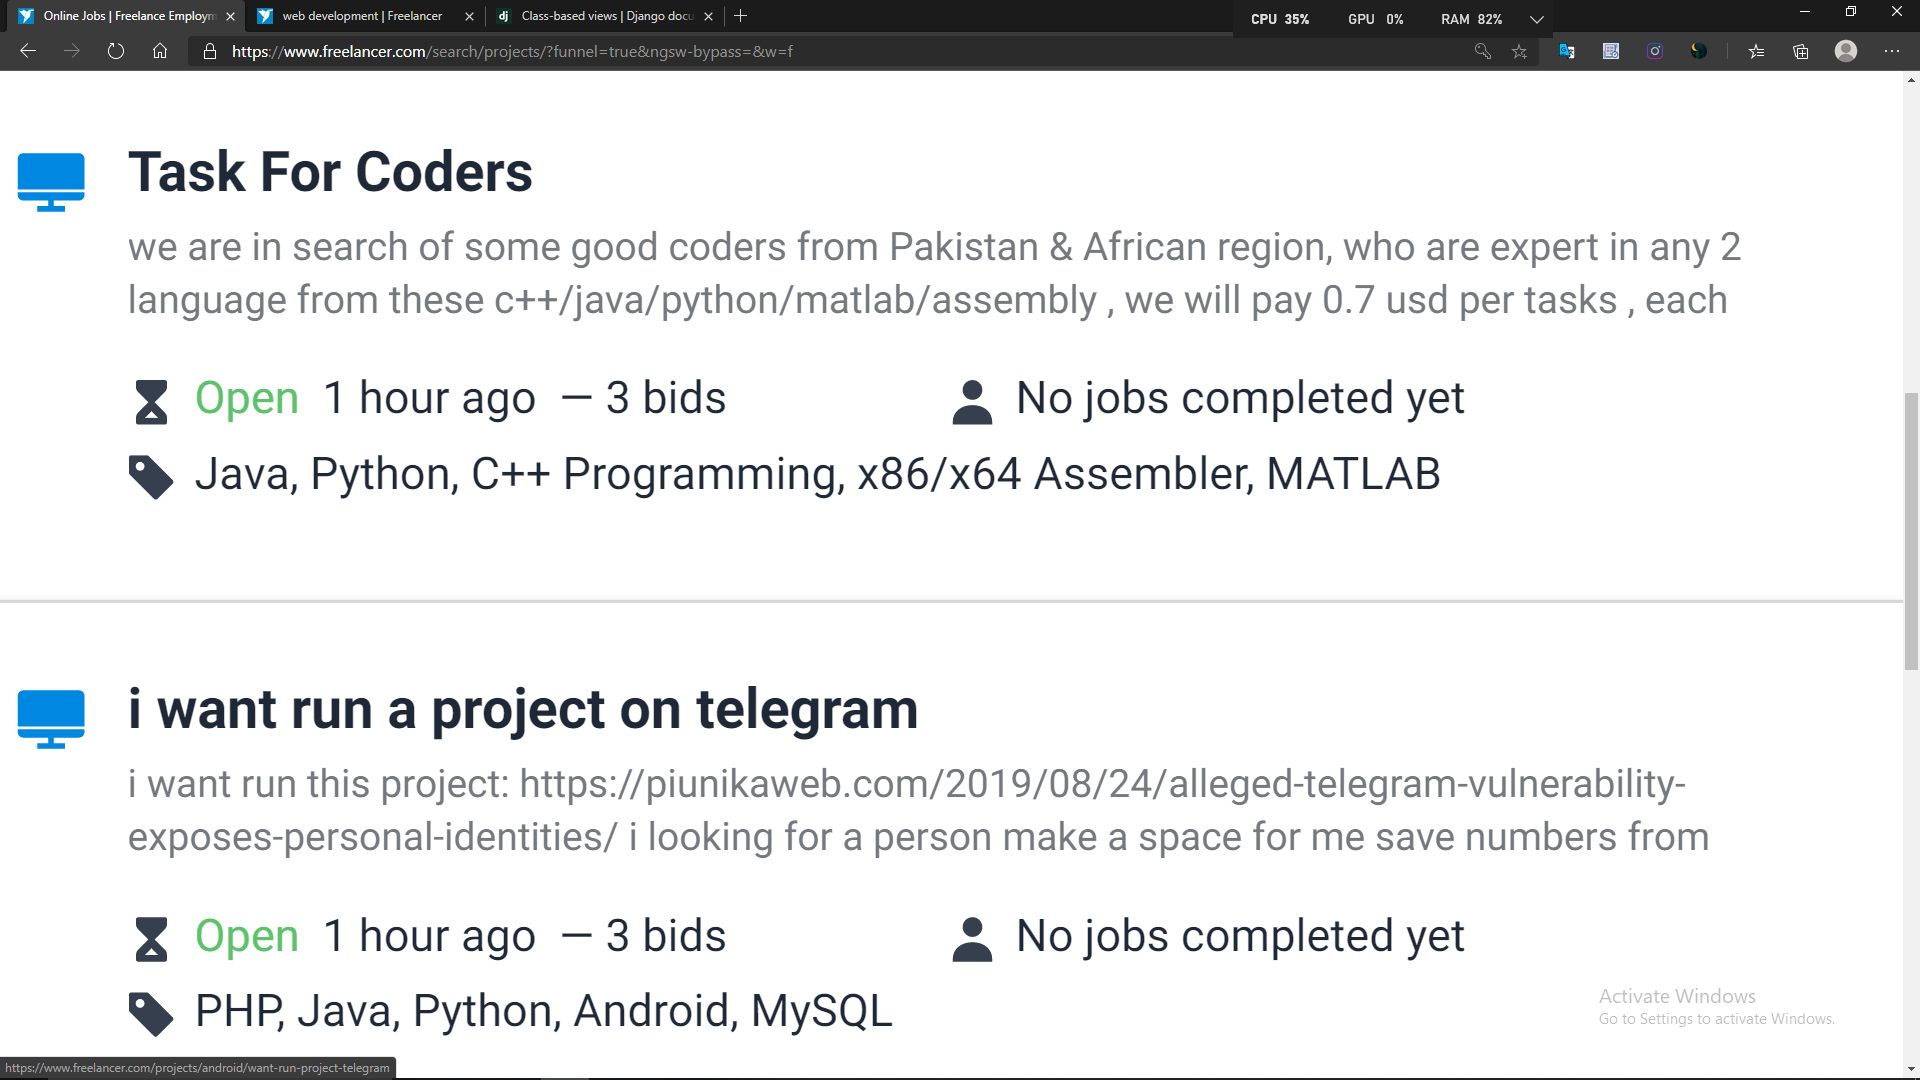 Online Jobs | Freelance Employm
web development | Freelancer
dj
Class-based views | Django docu
CPU 35%
GPU 0%
RAM 82%
https://www.freelancer.com/search/projects/?funnel=true&ngsw-bypass=&w=f
Task For Coders
we are in search of some good coders from Pakistan & African region, who are expert in any 2
language from these c++/java/python/matlab/assembly , we will pay 0.7 usd per tasks , each
Open 1 hour ago — 3 bids
No jobs completed yet
Java, Python, C++ Programming, x86/x64 Assembler, MATLAB
i want run a project on telegram
i want run this project: https://piunikaweb.com/2019/08/24/alleged-telegram-vulnerability-
exposes-personal-identities/ i looking for a person make a space for me save numbers from
Open 1 hour ago — 3 bids
No jobs completed yet
PHP, Java, Python, Android, MySQL
Activate Windows
Go to Settings to activate Windows.
https://www.freelancer.com/projects/android/want-run-project-telegram